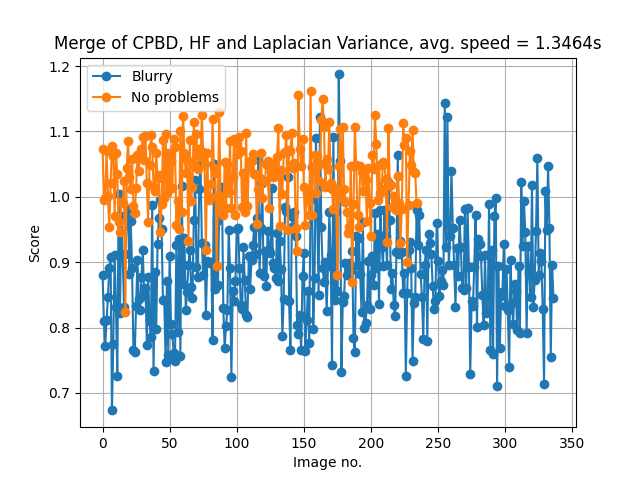 Merge of CPBD, HF and Laplacian Variance, avg. speed = 1.3464s
Blurry
No problems
1.2
1.1
1.0
0.9
0.8
0.7
Score
0 50 100 150 200 250 300 350
Image no.